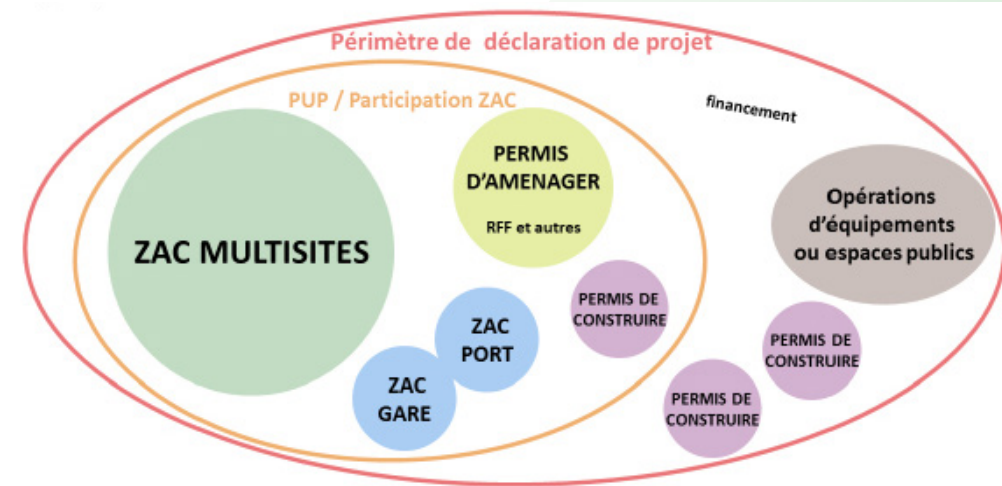 Périmètre de déclaration de projet
PUP / Participation ZAC
financement
PERMIS
D'AMENAGER
RFF et autres
Opérations
d'équipements
ou espaces publics
ZAC MULTISITES
PERMIS DE
CONSTRUIRE
ZAC
PORT
PERMIS DE
CONSTRUIRE
ZAC
GARE
PERMIS DE
CONSTRUIRE